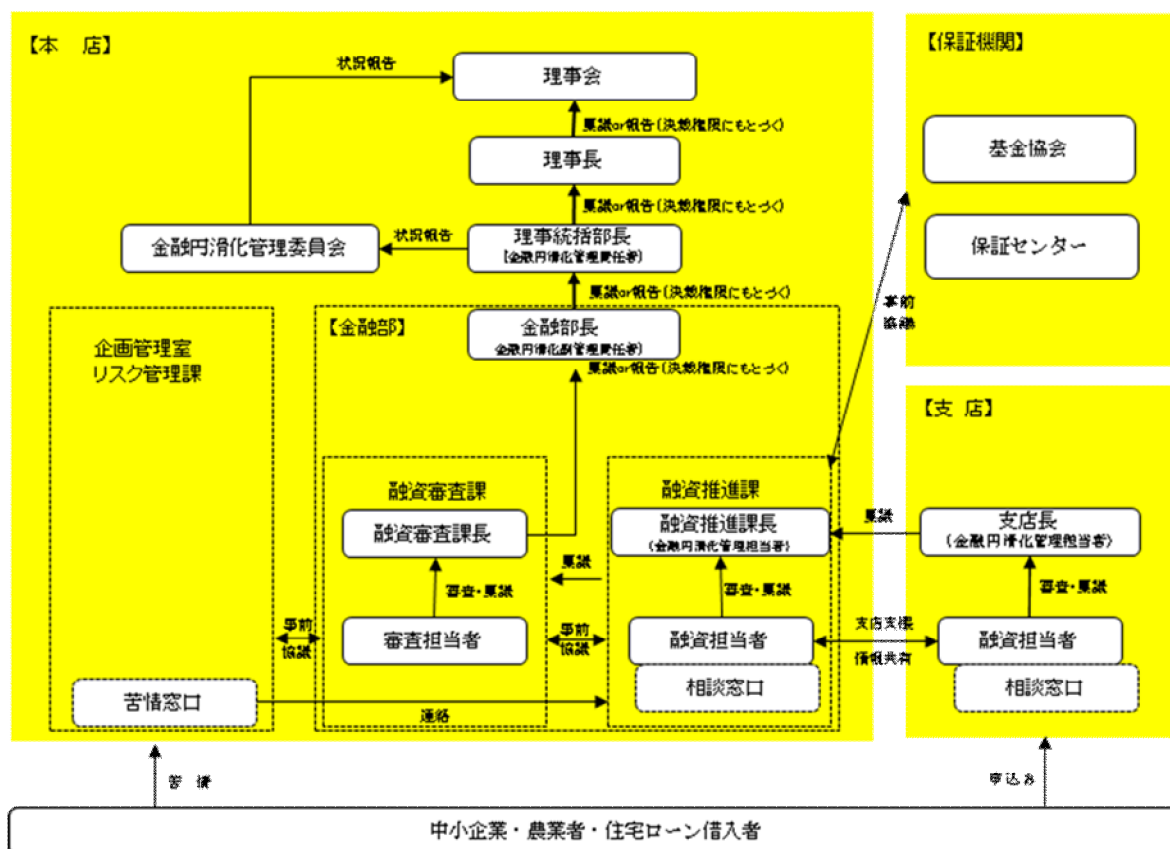 【本　店】
状況報告
理事会
稟議or報告(決裁権限にもとづく)
理事長
稟議or報告(決裁権限にもとづく)
金融円滑化管理委員会
状況報告
理事統括部長
(金融円滑化管理責任者)
稟議or報告(決裁権限にもとづく)
【金融部】
金融部長
金融円滑化副管理責任者)
稟議or報告(決裁権限にもとづく)
企画管理室
リスク管理課
融資審査課
融資審査課長
審査・稟議
審査担当者
稟議
事前
協議
事前
協議
融資推進課
融資推進課長
(金融円滑化管理担当者)
審査・稟議
融資担当者
相談窓口
苦情窓口
連絡
【保証機関】
基金協会
保証センター
事前
協議
【支 店】
稟議
支店長
(金融円滑化管理担当者)
審査・稟議
支店支援
情報共有
融資担当者
相談窓口
苦 情
申込み
中小企業・農業者・住宅ローン借入者